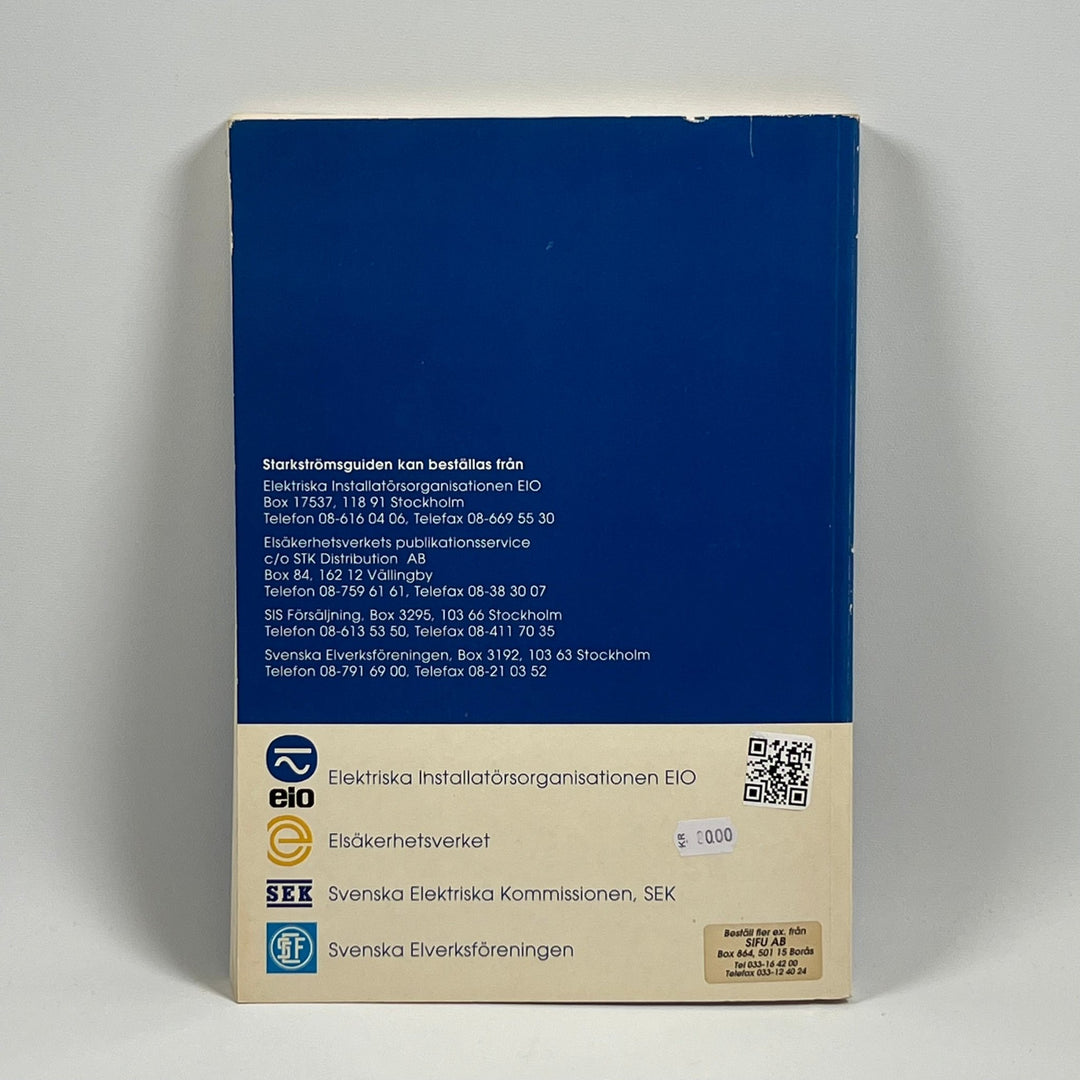 Starkströmsguiden kan beställas från
Elektriska Installatörsorganisationen EIO
Box 17537, 118 91 Stockholm
Telefon 08-616 04 06, Telefax 08-669 55 30
Elsäkerhetsverkets publikationsservice
c/o STK Distribution AB
Box 84, 162 12 Vällingby
Telefon 08-759 61 61, Telefax 08-38 30 07
SIS Försäljning, Box 3295, 103 66 Stockholm
Telefon 08-613 53 50, Telefax 08-411 70 35
Svenska Elverksföreningen, Box 3192, 103 63 Stockholm
Telefon 08-791 69 00, Telefax 08-21 03 52
eio
Elektriska Installatörsorganisationen EIO
Elsäkerhetsverket
KR
SEK
Svenska Elektriska Kommissionen, SEK
Svenska Elverksföreningen
Beställ fler ex. från
SIFU AB
Box 864, 501 15 Borås
Tel 033-16 42 00
Telefax 033-12 40 24